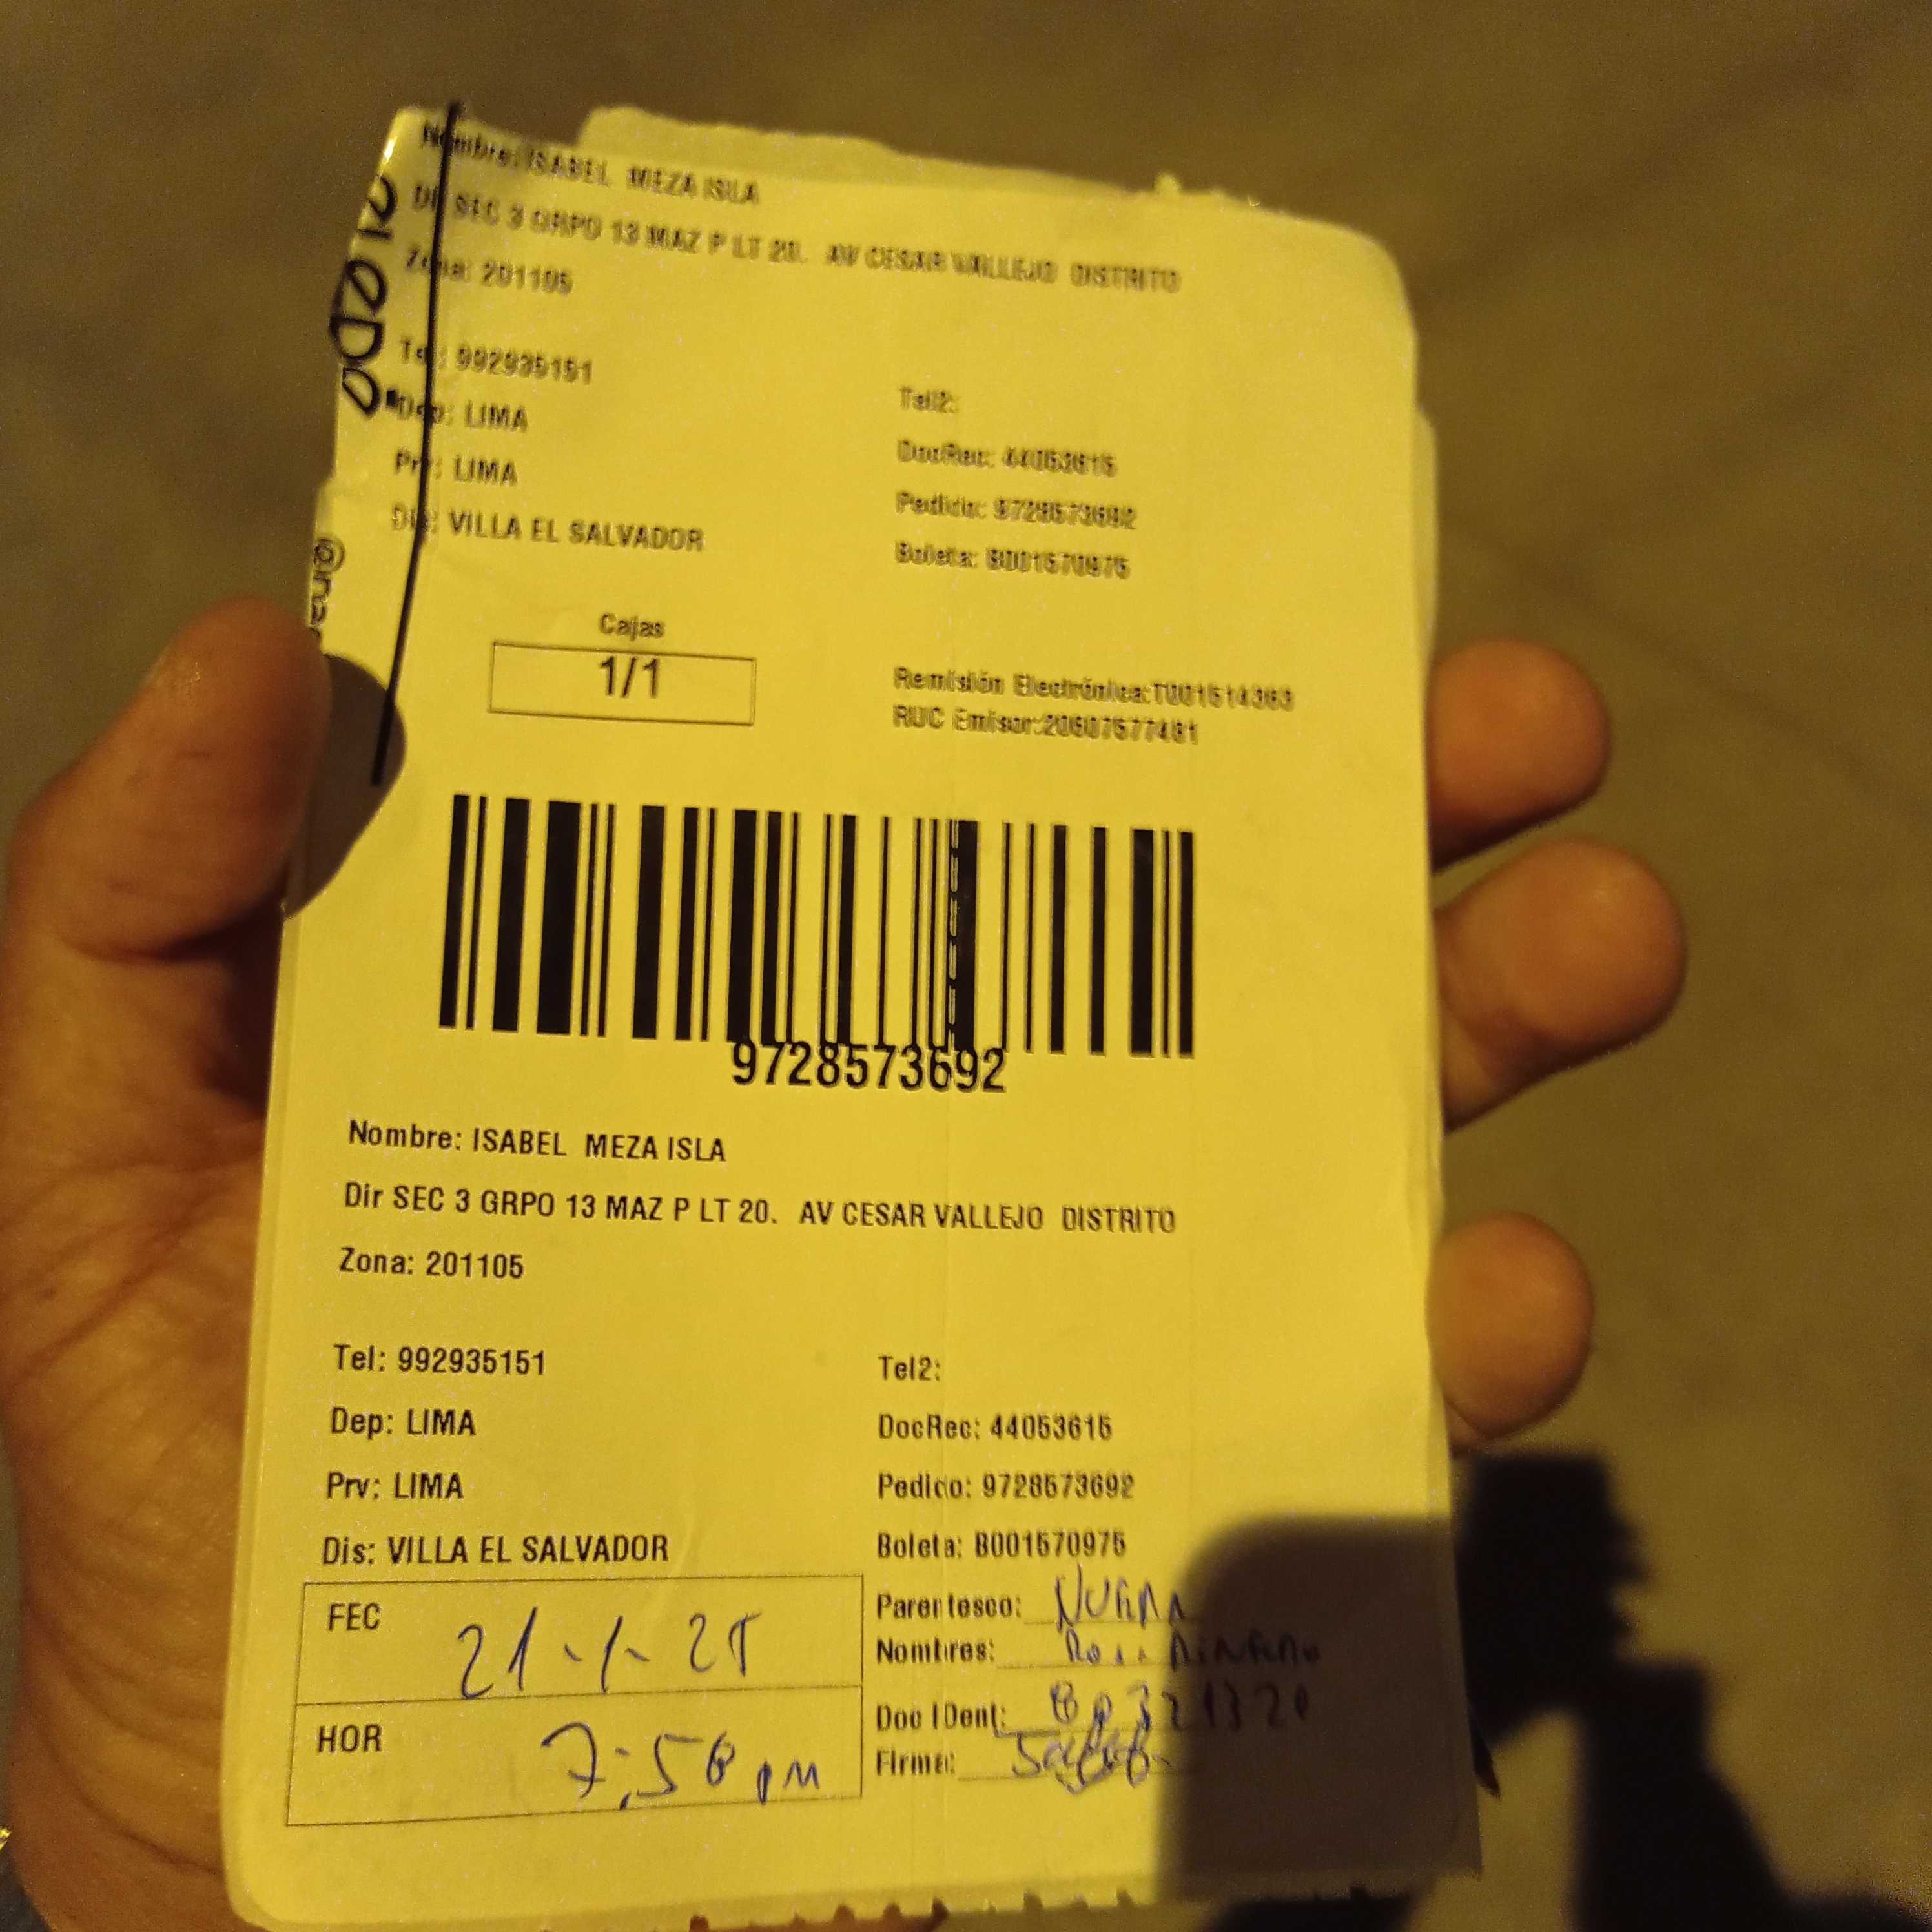 Nombre: ISABEL MEZA ISLA
Dir SEC 3 GRPO 13 MAZ P LT 20. AV CESAR VALLEJO DISTRITO
Zona: 201105
Tel: 992935151
Tel2:
Dep: LIMA
DocRec: 44053615
Prv: LIMA
Pedido: 9728573692
Dis: VILLA EL SALVADOR
Boleta: B001570975
Cajas
1/1
Remisión Electrónica:T001514363
RUC Emisor:20607577481
9728573692
Nombre: ISABEL MEZA ISLA
Dir SEC 3 GRPO 13 MAZ P LT 20. AV CESAR VALLEJO DISTRITO
Zona: 201105
Tel: 992935151
Tel2:
Dep: LIMA
DocRec: 44053615
Prv: LIMA
Pedido: 9728573692
Dis: VILLA EL SALVADOR
Boleta: B001570975
FEC 21-1-25
Parentesco:
Nombres:
HOR 7:50 pm
Doc IDent:
Firma: